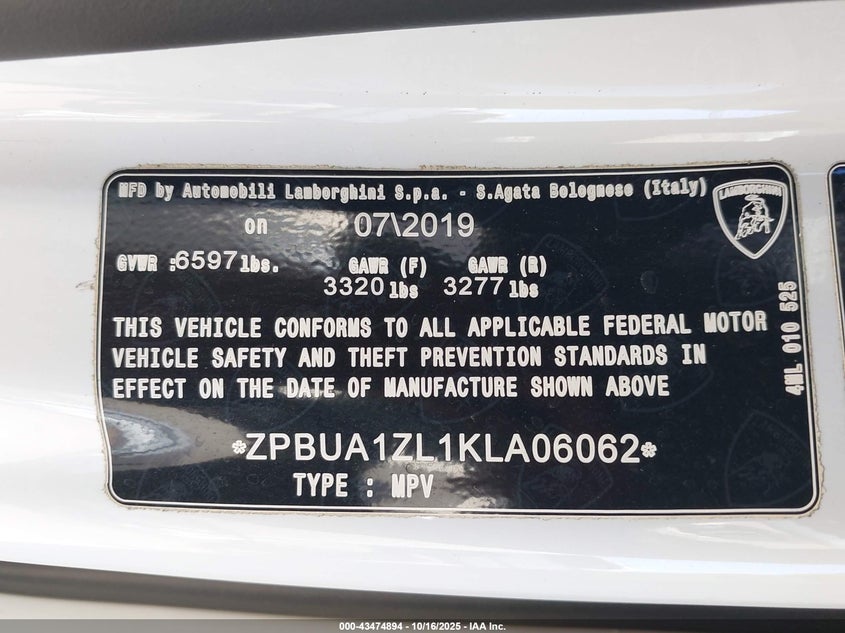 MFD by Automobili Lamborghini S.p.a. - S.Agata Bolognese (Italy)
LAMBORGHINI
on 07\2019
GVWR :6597lbs. GAWR (F) GAWR (R)
3320lbs 3277lbs
THIS VEHICLE CONFORMS TO ALL APPLICABLE FEDERAL MOTOR
VEHICLE SAFETY AND THEFT PREVENTION STANDARDS IN
EFFECT ON THE DATE OF MANUFACTURE SHOWN ABOVE
4ML 010 525
*ZPBUA1ZL1KLA06062*
TYPE : MPV
000-43474894 - 10/16/2025 - IAA Inc.